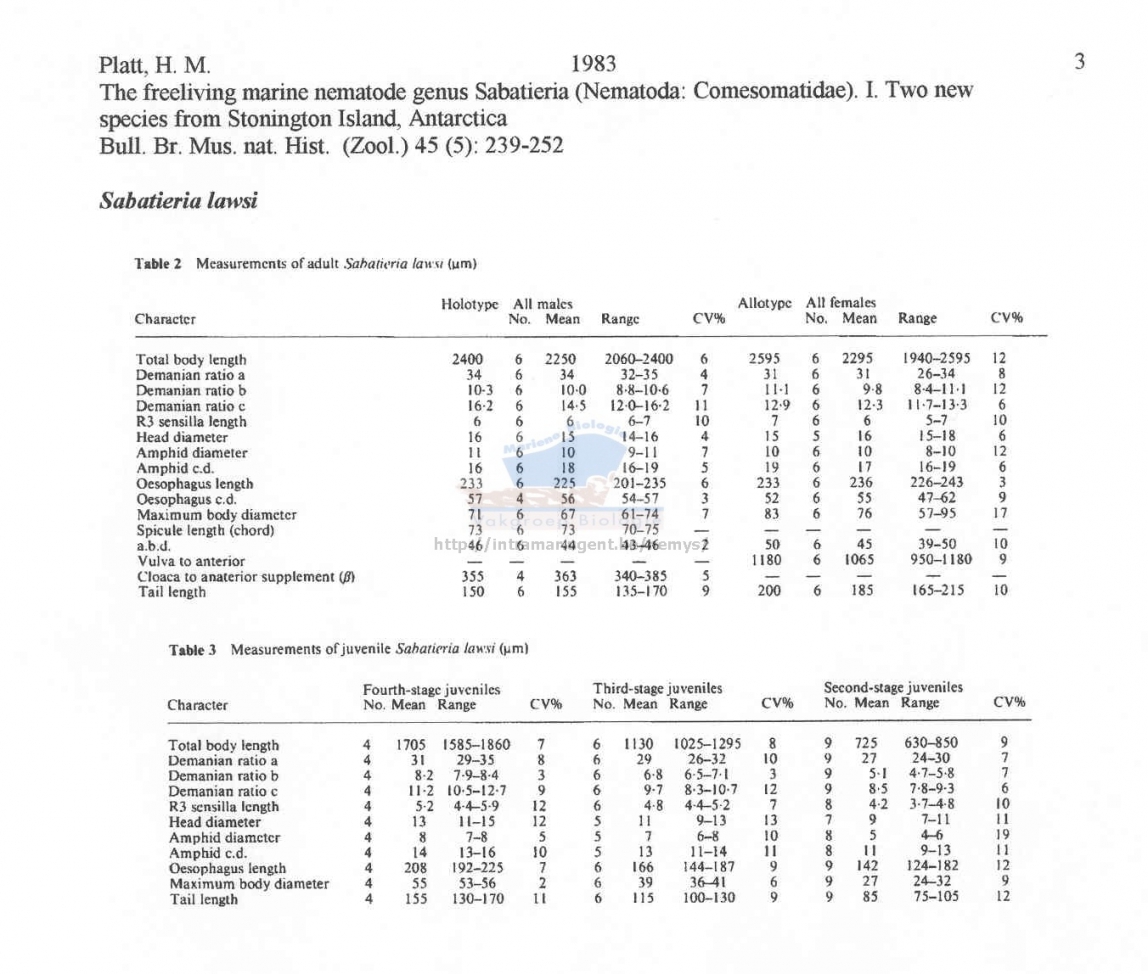 Platt, H. M. 1983 3
The freeliving marine nematode genus Sabatieria (Nematoda: Comesomatidae). I. Two new
species from Stonington Island, Antarctica
Bull. Br. Mus. nat. Hist. (Zool.) 45 (5): 239-252
Sabatieria lawsi
Table 2 Measurements of adult Sabatieria lawsi (µm)
Holotype All males Allotype All females
Character No. Mean Range CV% No. Mean Range CV%
Total body length 2400 6 2250 2060–2400 6 2595 6 2295 1940–2595 12
Demanian ratio a 34 6 34 32–35 4 31 6 31 26–34 8
Demanian ratio b 10·3 6 10·0 8·8–10·6 7 11·1 6 9·8 8·4–11·1 12
Demanian ratio c 16·2 6 14·5 12·0–16·2 11 12·9 6 12·3 11·7–13·3 6
R3 sensilla length 6 6 6 6–7 10 7 6 6 5–7 10
Head diameter 16 6 15 14–16 4 15 5 16 15–18 6
Amphid diameter 11 6 10 9–11 7 10 6 10 8–10 12
Amphid c.d. 16 6 18 16–19 5 19 6 17 16–19 6
Oesophagus length 233 6 225 201–235 6 233 6 236 226–243 3
Oesophagus c.d. 57 4 56 54–57 3 52 6 55 47–62 9
Maximum body diameter 71 6 67 61–74 7 83 6 76 57–95 17
Spicule length (chord) 73 6 73 70–75 — — — — — —
a.b.d. 46 6 44 43–46 2 50 6 45 39–50 10
Vulva to anterior — — — — — 1180 6 1065 950–1180 9
Cloaca to anaterior supplement (β) 355 4 363 340–385 5 — — — — —
Tail length 150 6 155 135–170 9 200 6 185 165–215 10
Table 3 Measurements of juvenile Sabatieria lawsi (µm)
Fourth-stage juveniles Third-stage juveniles Second-stage juveniles
Character No. Mean Range CV% No. Mean Range CV% No. Mean Range CV%
Total body length 4 1705 1585–1860 7 6 1130 1025–1295 8 9 725 630–850 9
Demanian ratio a 4 31 29–35 8 6 29 26–32 10 9 27 24–30 7
Demanian ratio b 4 8·2 7·9–8·4 3 6 6·8 6·5–7·1 3 9 5·1 4·7–5·8 7
Demanian ratio c 4 11·2 10·5–12·7 9 6 9·7 8·3–10·7 12 9 8·5 7·8–9·3 6
R3 sensilla length 4 5·2 4·4–5·9 12 6 4·8 4·4–5·2 7 8 4·2 3·7–4·8 10
Head diameter 4 13 11–15 12 5 11 9–13 13 7 9 7–11 11
Amphid diameter 4 8 7–8 5 5 7 6–8 10 8 5 4–6 19
Amphid c.d. 4 14 13–16 10 5 13 11–14 11 8 11 9–13 11
Oesophagus length 4 208 192–225 7 6 166 144–187 9 9 142 124–182 12
Maximum body diameter 4 55 53–56 2 6 39 36–41 6 9 27 24–32 9
Tail length 4 155 130–170 11 6 115 100–130 9 9 85 75–105 12